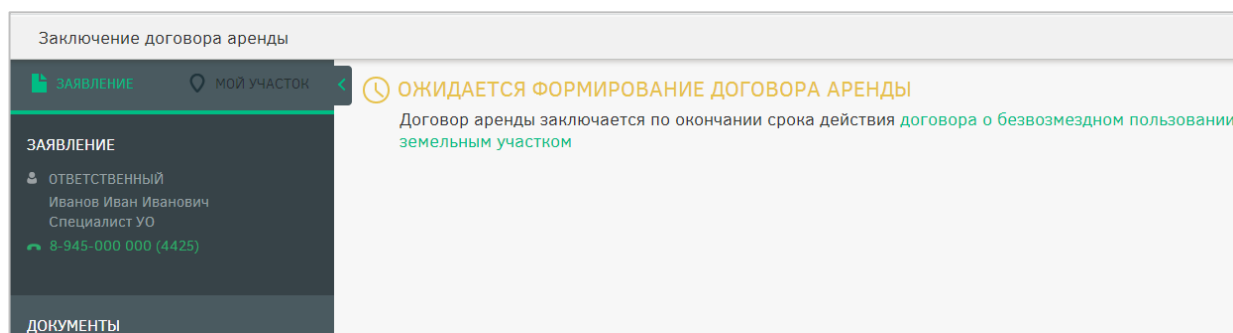 Заключение договора аренды
ЗАЯВЛЕНИЕ
МОЙ УЧАСТОК
ОЖИДАЕТСЯ ФОРМИРОВАНИЕ ДОГОВОРА АРЕНДЫ
Договор аренды заключается по окончании срока действия договора о безвозмездном пользовании
земельным участком
ЗАЯВЛЕНИЕ
ОТВЕТСТВЕННЫЙ
Иванов Иван Иванович
Специалист УО
8-945-000 000 (4425)
ДОКУМЕНТЫ